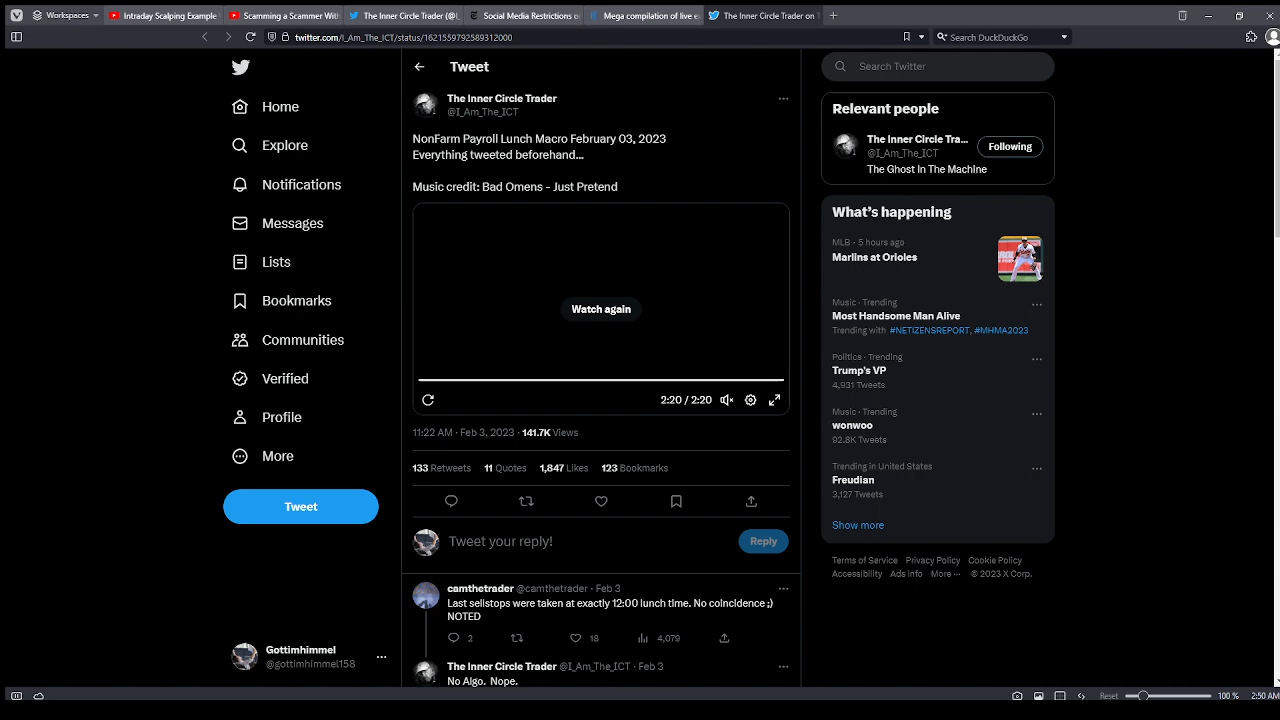 Workspaces
Intraday Scalping Example
Scamming a Scammer With
The Inner Circle Trader (@L
Social Media Restrictions o
Mega compilation of live e
The Inner Circle Trader on T
twitter.com/I_Am_The_ICT/status/1621559792589312000
Search DuckDuckGo
Home
Explore
Notifications
Messages
Lists
Bookmarks
Communities
Verified
Profile
More
Tweet
Gottimhimmel
@gottimhimmel158
Tweet
The Inner Circle Trader
@I_Am_The_ICT
NonFarm Payroll Lunch Macro February 03, 2023
Everything tweeted beforehand...
Music credit: Bad Omens - Just Pretend
Watch again
2:20 / 2:20
11:22 AM · Feb 3, 2023 · 141.7K Views
133 Retweets 11 Quotes 1,847 Likes 123 Bookmarks
Tweet your reply!
Reply
camthetrader @camthetrader · Feb 3
Last sellstops were taken at exactly 12:00 lunch time. No coincidence ;)
NOTED
2
18
4,079
The Inner Circle Trader @I_Am_The_ICT · Feb 3
No Algo. Nope.
Search Twitter
Relevant people
The Inner Circle Tra...
@I_Am_The_ICT
Following
The Ghost In The Machine
What's happening
MLB · 5 hours ago
Marlins at Orioles
Music · Trending
Most Handsome Man Alive
Trending with #NETIZENSREPORT, #MHMA2023
Politics · Trending
Trump's VP
4,931 Tweets
Music · Trending
wonwoo
92.8K Tweets
Trending in United States
Freudian
3,127 Tweets
Show more
Terms of Service Privacy Policy Cookie Policy
Accessibility Ads info More ··· © 2023 X Corp.
Reset
100 %
2:50 AM